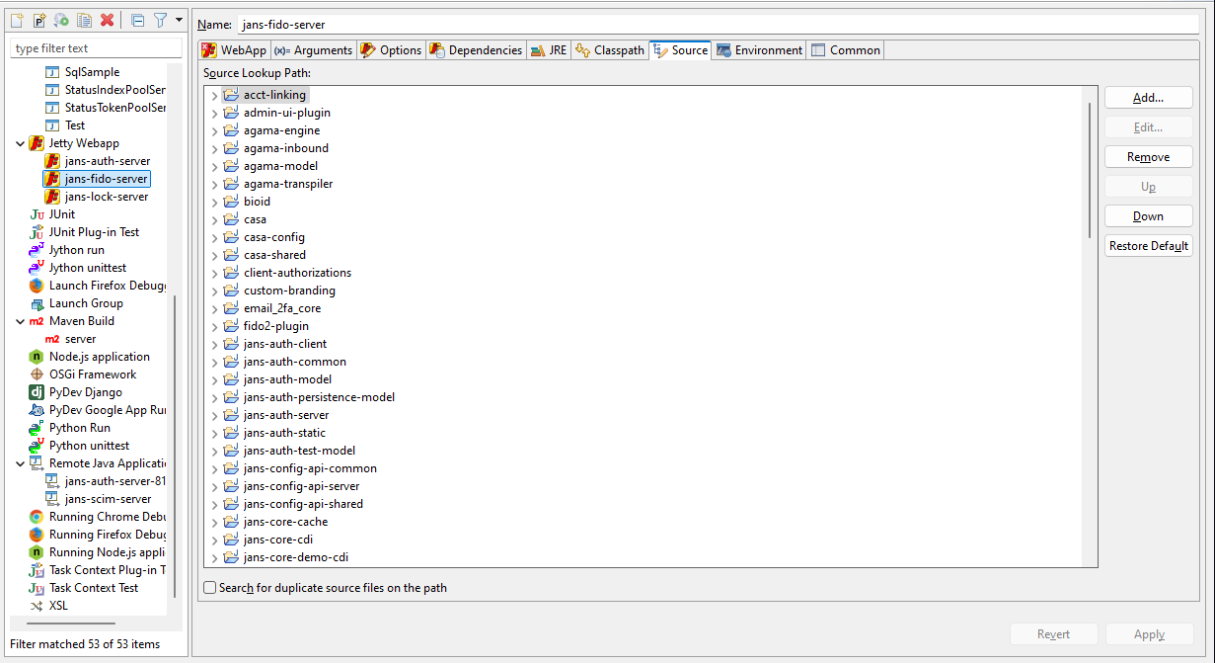 type filter text
SqlSample
StatusIndexPoolSer
StatusTokenPoolSer
Test
Jetty Webapp
jans-auth-server
jans-fido-server
jans-lock-server
JUnit
JUnit Plug-in Test
Jython run
Jython unittest
Launch Firefox Debug
Launch Group
Maven Build
server
Node.js application
OSGi Framework
PyDev Django
PyDev Google App Ru
Python Run
Python unittest
Remote Java Applicati
jans-auth-server-81
jans-scim-server
Running Chrome Debu
Running Firefox Debug
Running Node.js appli
Task Context Plug-in T
Task Context Test
XSL
Filter matched 53 of 53 items
Name: jans-fido-server
WebApp (x)= Arguments Options Dependencies JRE Classpath Source Environment Common
Source Lookup Path:
acct-linking
admin-ui-plugin
agama-engine
agama-inbound
agama-model
agama-transpiler
bioid
casa
casa-config
casa-shared
client-authorizations
custom-branding
email_2fa_core
fido2-plugin
jans-auth-client
jans-auth-common
jans-auth-model
jans-auth-persistence-model
jans-auth-server
jans-auth-static
jans-auth-test-model
jans-config-api-common
jans-config-api-server
jans-config-api-shared
jans-core-cache
jans-core-cdi
jans-core-demo-cdi
Add...
Edit...
Remove
Up
Down
Restore Default
Search for duplicate source files on the path
Revert Apply